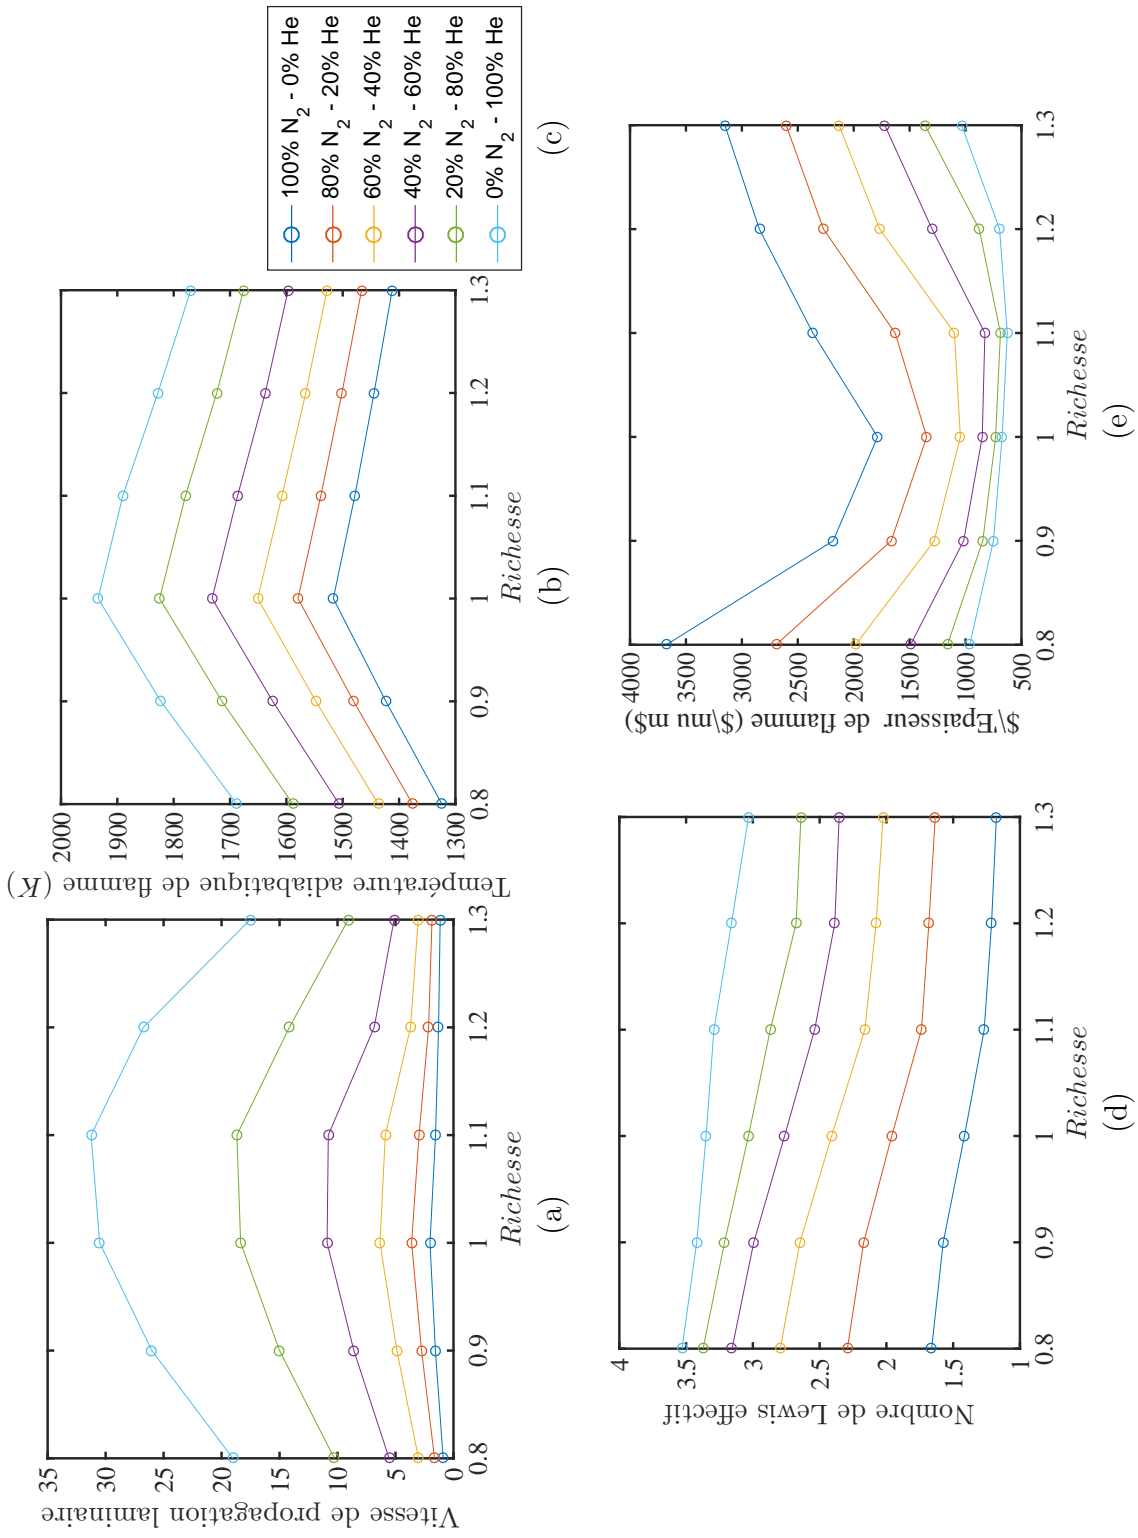 35
30
25
20
15
10
5
0
0.8
0.9
1
1.1
1.2
1.3
Vitesse de propagation laminaire
Richesse
(a)
2000
1900
1800
1700
1600
1500
1400
1300
0.8
0.9
1
1.1
1.2
1.3
Température adiabatique de flamme (K)
Richesse
(b)
100% N2 - 0% He
80% N2 - 20% He
60% N2 - 40% He
40% N2 - 60% He
20% N2 - 80% He
0% N2 - 100% He
(c)
4
3.5
3
2.5
2
1.5
1
0.8
0.9
1
1.1
1.2
1.3
Nombre de Lewis effectif
Richesse
(d)
4000
3500
3000
2500
2000
1500
1000
500
0.8
0.9
1
1.1
1.2
1.3
$\'Epaisseur de flamme ($\mu m$)
Richesse
(e)